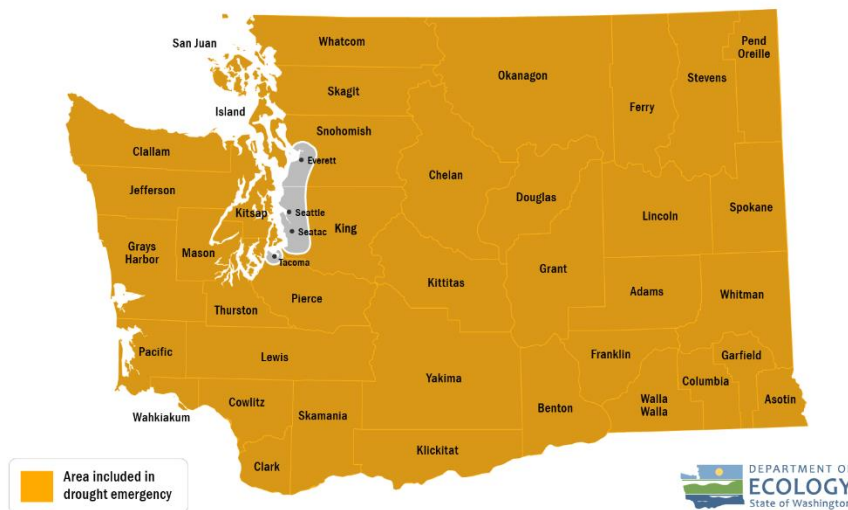 San Juan
Whatcom
Pend
Oreille
Okanagon
Stevens
Skagit
Ferry
Island
Snohomish
Clallam
Everett
Chelan
Jefferson
Douglas
Kitsap
Seattle
Lincoln
Spokane
King
Seatac
Grays
Harbor
Mason
Tacoma
Grant
Kittitas
Adams
Whitman
Pierce
Thurston
Pacific
Lewis
Franklin
Garfield
Yakima
Columbia
Walla
Walla
Asotin
Cowlitz
Wahkiakum
Skamania
Benton
Klickitat
Clark
Area included in
drought emergency
DEPARTMENT OF
ECOLOGY
State of Washington